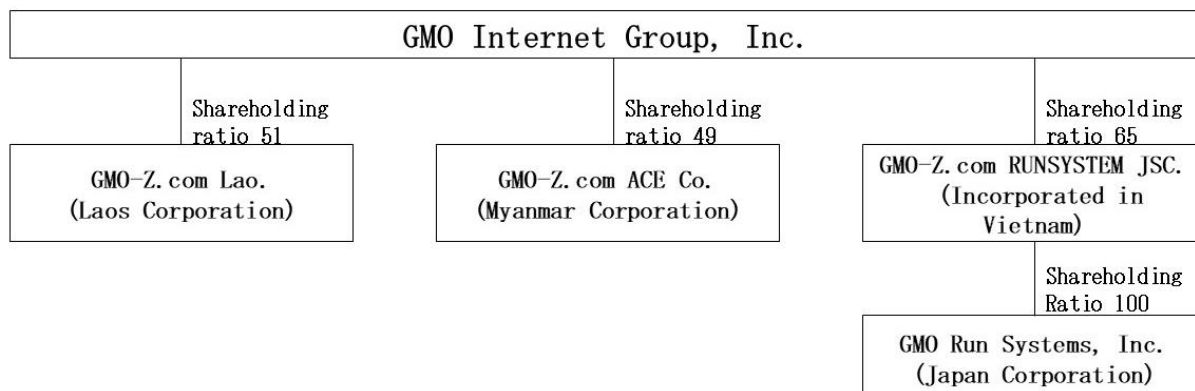 GMO Internet Group, Inc.
Shareholding
ratio 51
Shareholding
ratio 49
Shareholding
ratio 65
GMO-Z.com Lao.
(Laos Corporation)
GMO-Z.com ACE Co.
(Myanmar Corporation)
GMO-Z.com RUNSYSTEM JSC.
(Incorporated in
Vietnam)
Shareholding
Ratio 100
GMO Run Systems, Inc.
(Japan Corporation)